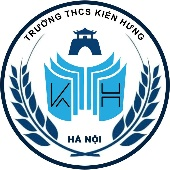 TRƯỜNG THCS KIẾN HƯNG
KH
HÀ NỘI